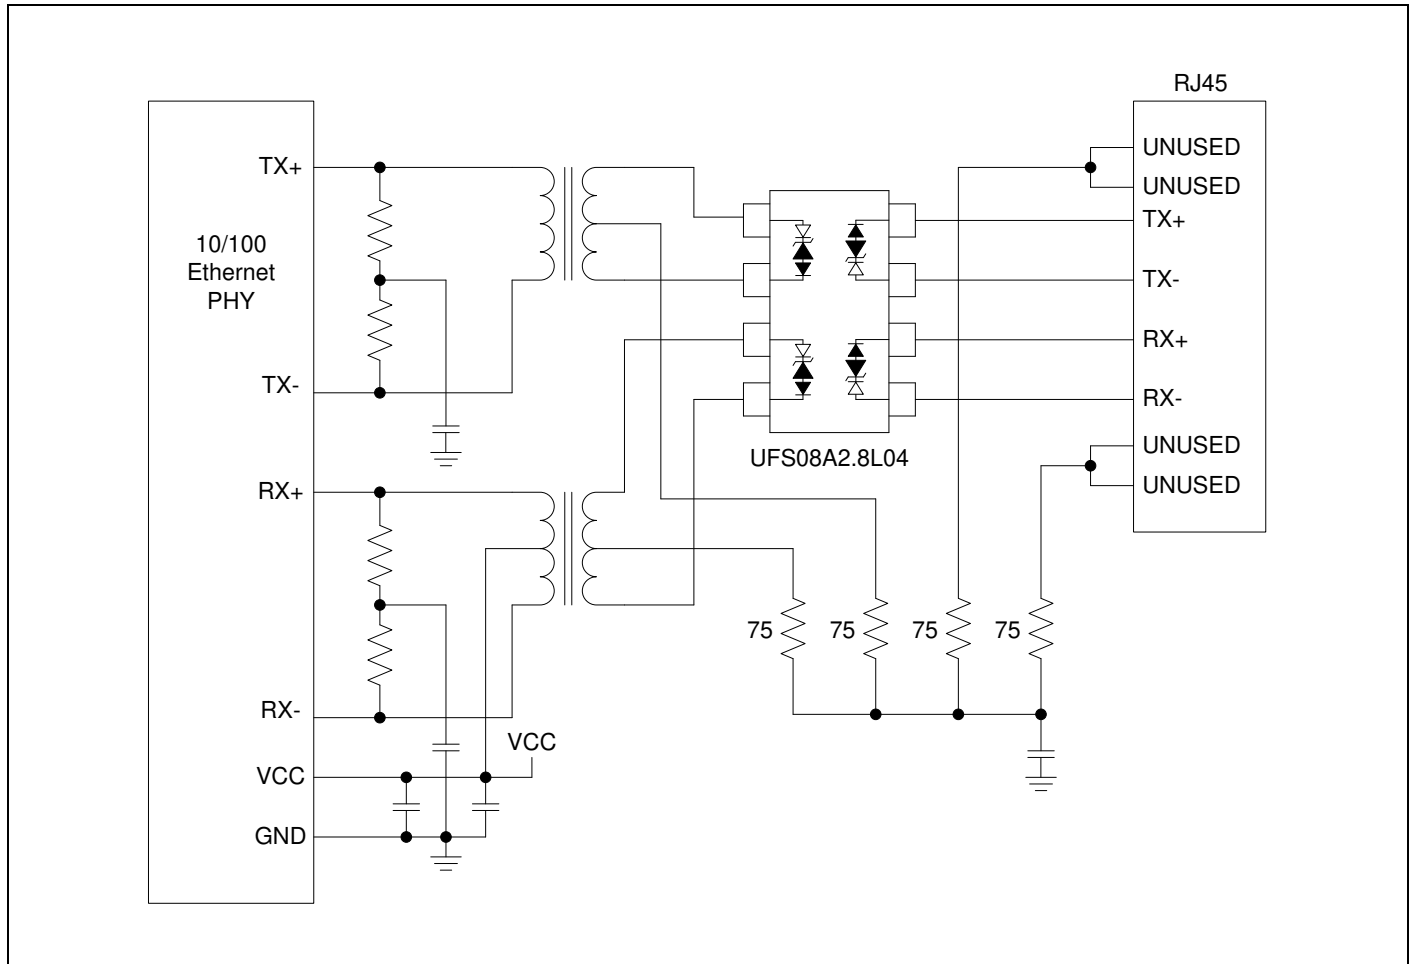 RJ45
UNUSED
UNUSED
TX+
TX-
RX+
RX-
UNUSED
UNUSED
TX+
10/100
Ethernet
PHY
TX-
RX+
RX-
VCC
GND
VCC
UFS08A2.8L04
75
75
75
75